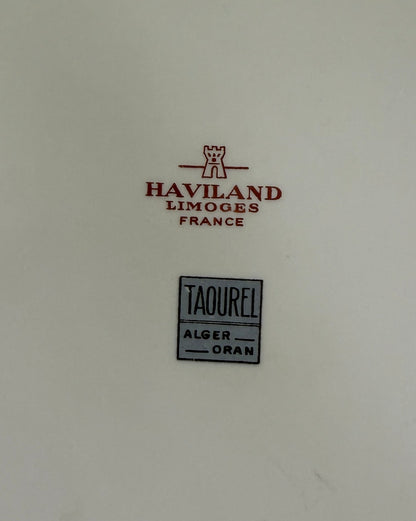 HAVILAND
LIMOGES
FRANCE
TAOUREL
ALGER
ORAN